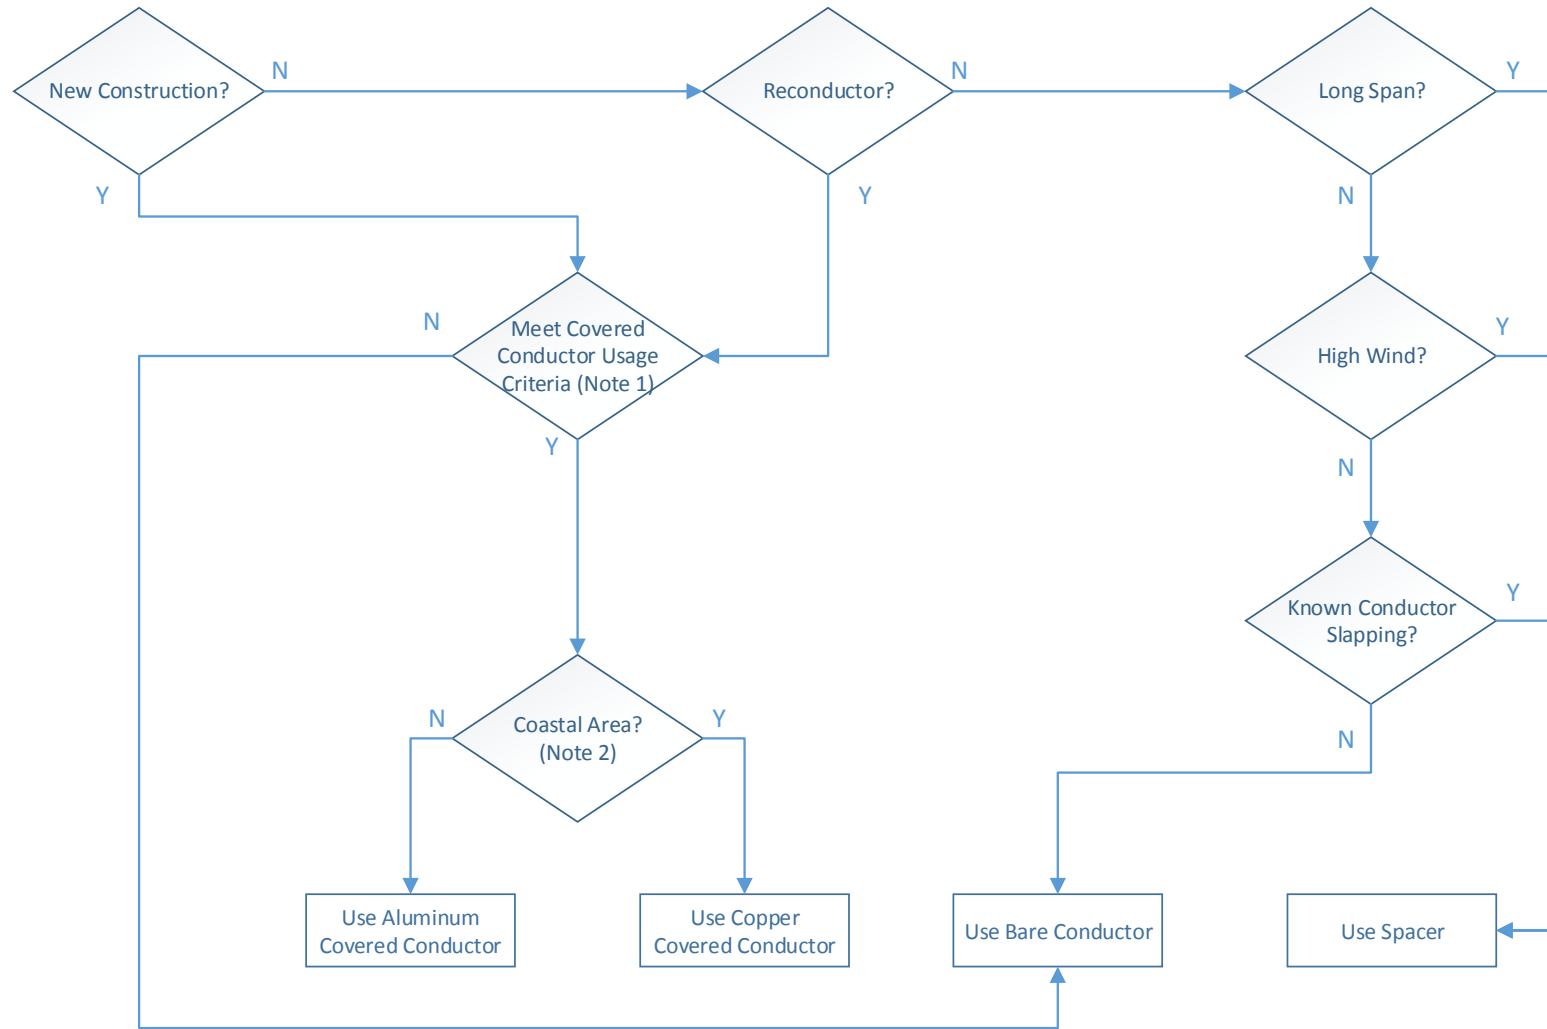 New Construction?
N
Reconductor?
N
Long Span?
Y
Y
Y
N
N
Meet Covered
Conductor Usage
Criteria (Note 1)
Y
High Wind?
Y
N
Known Conductor
Slapping?
Y
N
Coastal Area?
(Note 2)
Y
N
Use Aluminum
Covered Conductor
Use Copper
Covered Conductor
Use Bare Conductor
Use Spacer